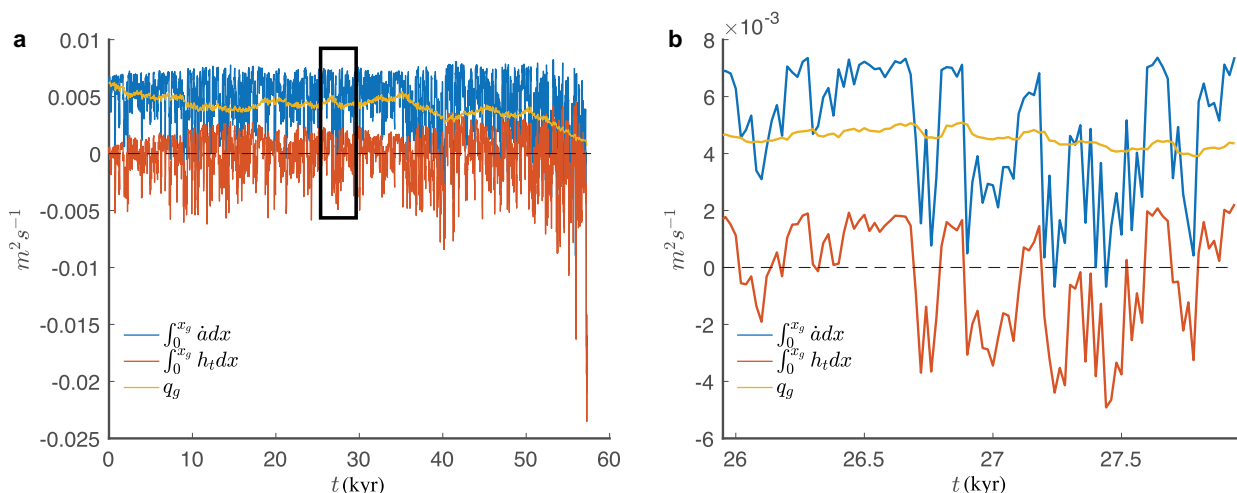 a
0.01
0.005
0
-0.005
-0.01
-0.015
-0.02
-0.025
m²s⁻¹
∫₀^{x_g} ȧdx
∫₀^{x_g} h_t dx
q_g
0 10 20 30 40 50 60
t (kyr)
b
×10⁻³
8
6
4
2
0
-2
-4
-6
m²s⁻¹
∫₀^{x_g} ȧdx
∫₀^{x_g} h_t dx
q_g
26 26.5 27 27.5
t (kyr)